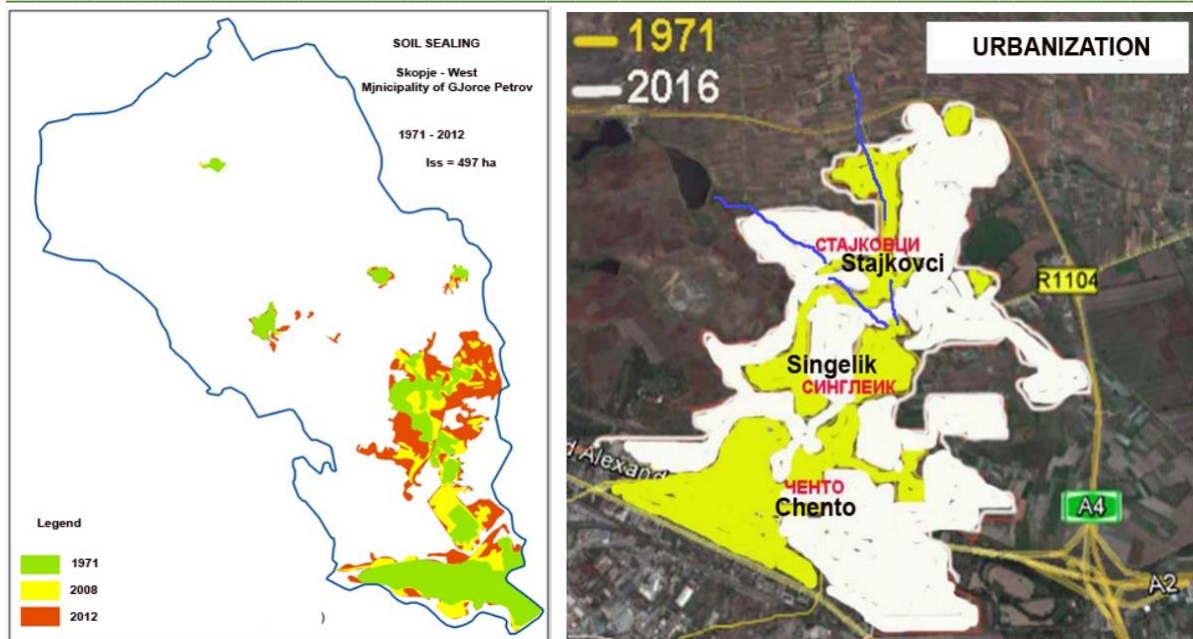 SOIL SEALING
Skopje - West
Mjnicipality of GJorce Petrov
1971 - 2012
Iss = 497 ha
Legend
1971
2008
2012
)
1971
2016
URBANIZATION
СТАЈКОВЦИ
Stajkovci
R1104
Singelik
СИНГЛЕИК
d Alexand
ЧЕНТО
Chento
A4
A2